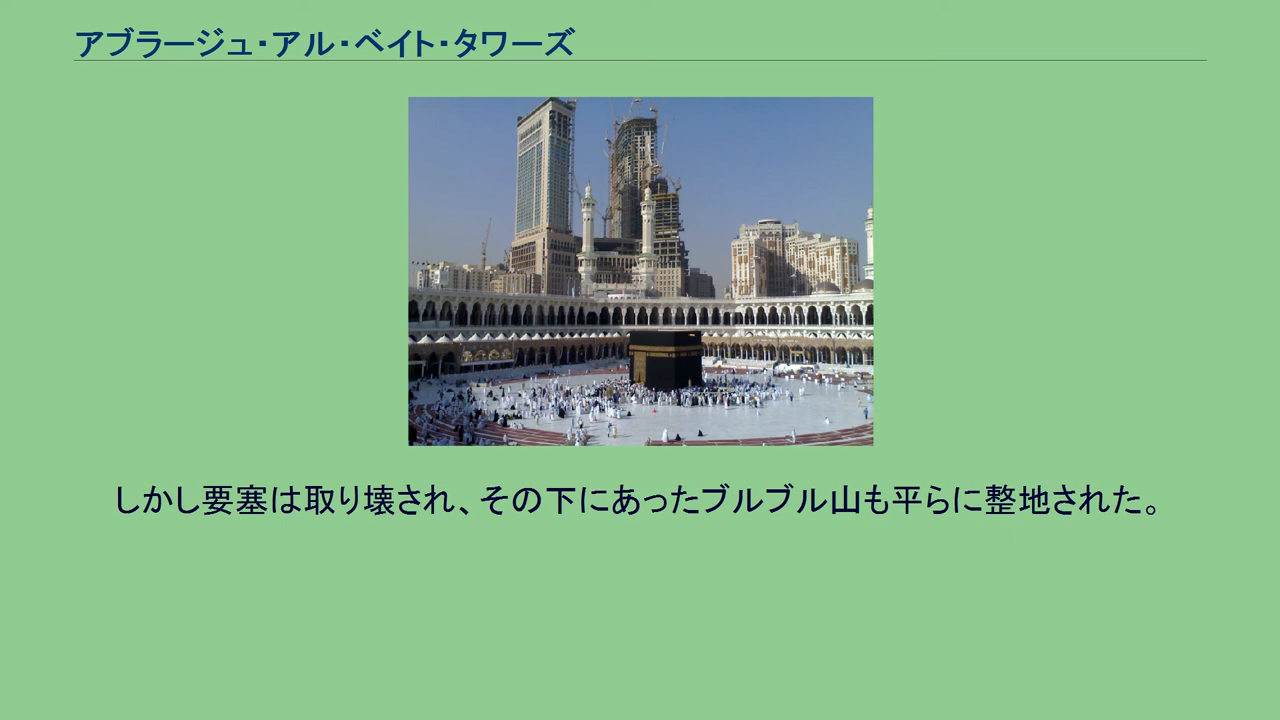 アブラージュ・アル・ベイト・タワーズ
しかし要塞は取り壊され、その下にあったブルブル山も平らに整地された。